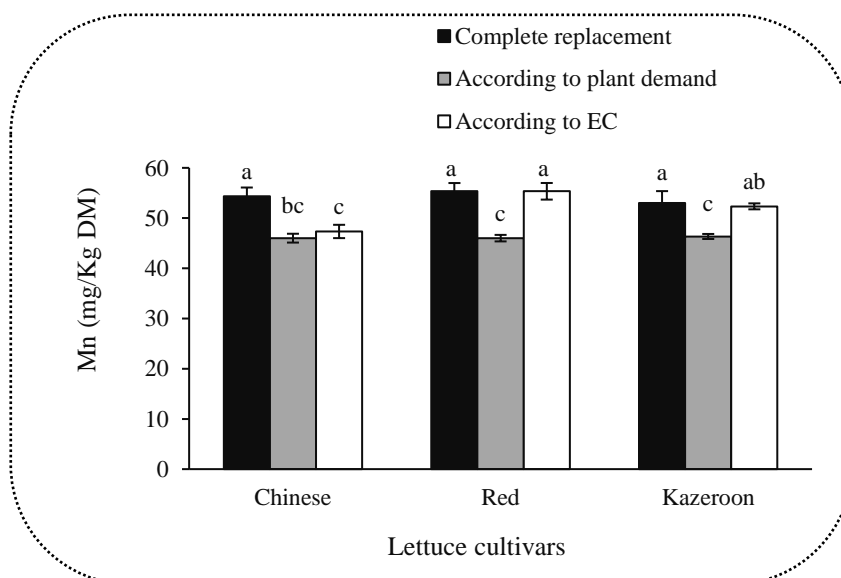 Complete replacement
According to plant demand
According to EC
Mn (mg/Kg DM)
60
50
40
30
20
10
0
a
bc
c
a
c
a
a
c
ab
Chinese
Red
Kazeroon
Lettuce cultivars